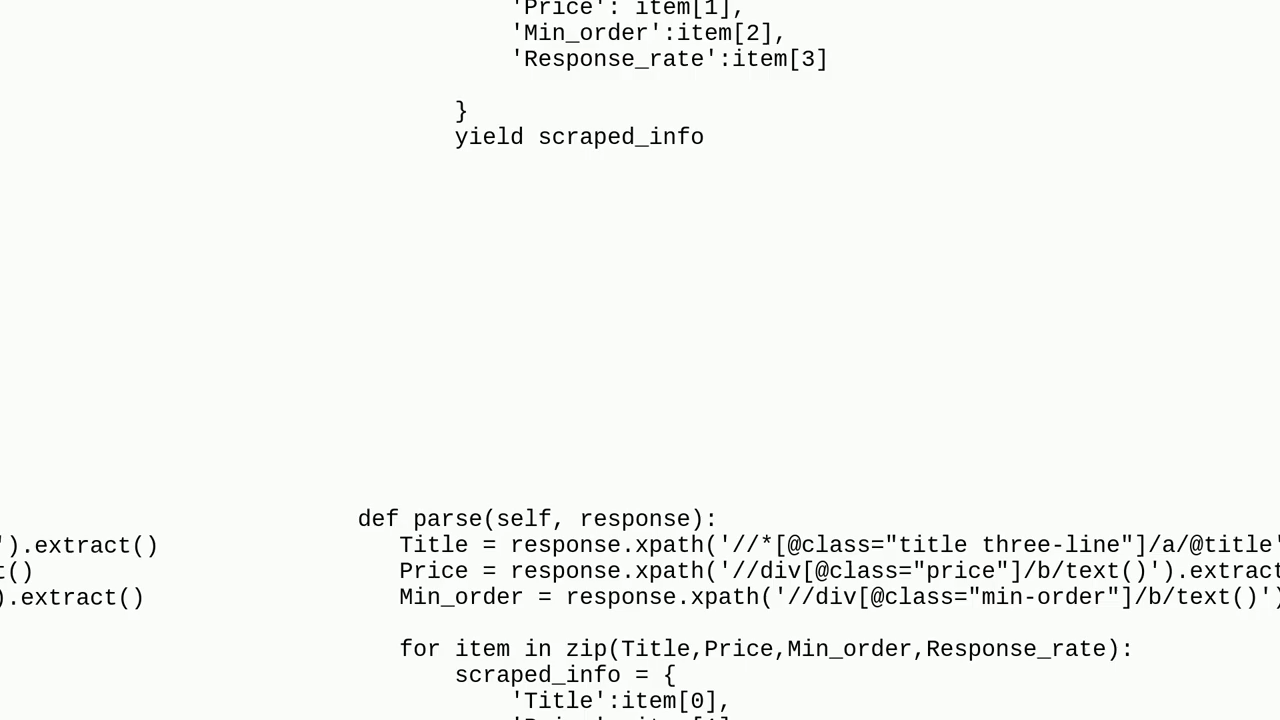 'Price': item[1],
'Min_order':item[2],
'Response_rate':item[3]
}
yield scraped_info
def parse(self, response):
').extract() Title = response.xpath('//*[@class="title three-line"]/a/@title'
t() Price = response.xpath('//div[@class="price"]/b/text()').extract
).extract() Min_order = response.xpath('//div[@class="min-order"]/b/text()')
for item in zip(Title,Price,Min_order,Response_rate):
scraped_info = {
'Title':item[0],